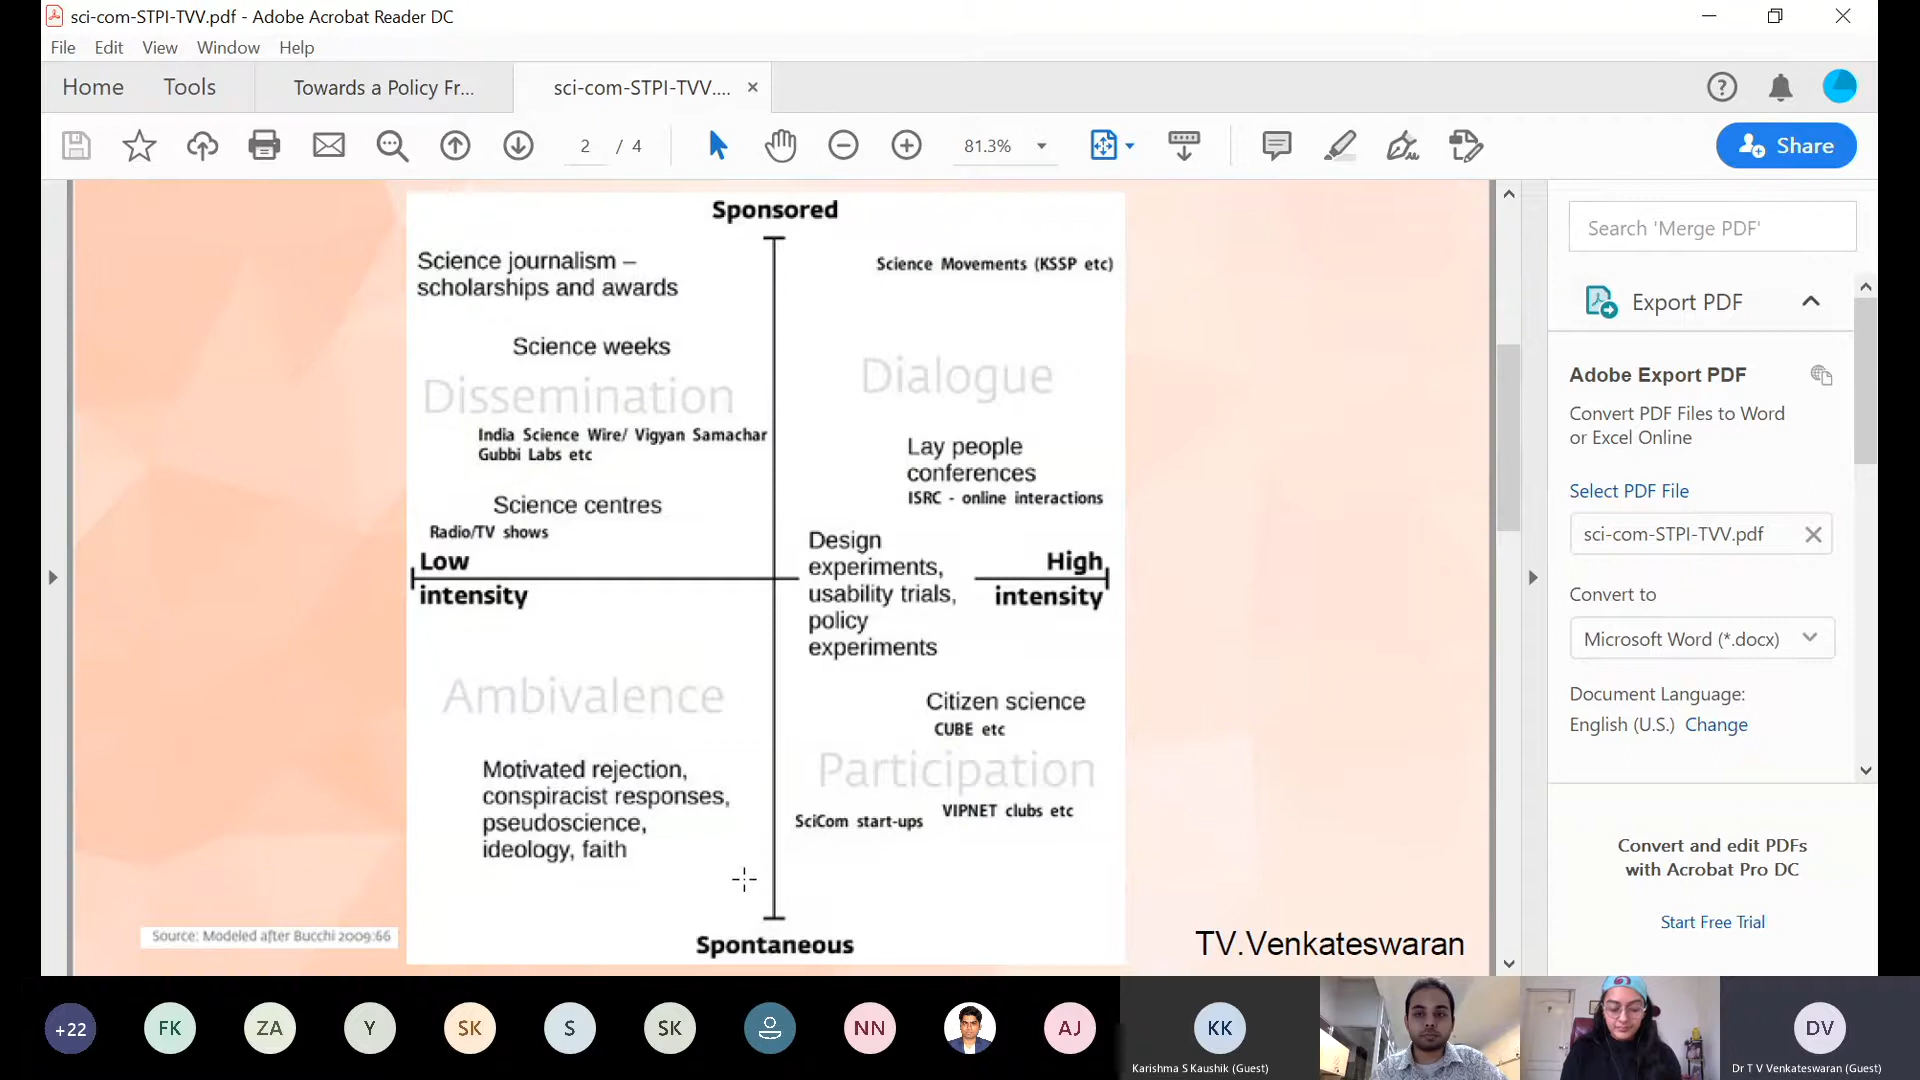 sci-com-STPI-TVV.pdf - Adobe Acrobat Reader DC
File Edit View Window Help
Home Tools Towards a Policy Fr... sci-com-STPI-TVV....
2 / 4 81.3% Share
Sponsored
Science journalism –
scholarships and awards
Science weeks
Dissemination
India Science Wire/ Vigyan Samachar
Gubbi Labs etc
Science centres
Radio/TV shows
Science Movements (KSSP etc)
Dialogue
Lay people
conferences
ISRC - online interactions
Low
intensity
Design
experiments,
usability trials,
policy
experiments
High
intensity
Ambivalence
Motivated rejection,
conspiracist responses,
pseudoscience,
ideology, faith
Citizen science
CUBE etc
Participation
VIPNET clubs etc
SciCom start-ups
Spontaneous
Source: Modeled after Bucchi 2009:66
TV.Venkateswaran
Search 'Merge PDF'
Export PDF
Adobe Export PDF
Convert PDF Files to Word
or Excel Online
Select PDF File
sci-com-STPI-TVV.pdf
Convert to
Microsoft Word (*.docx)
Document Language:
English (U.S.) Change
Convert and edit PDFs
with Acrobat Pro DC
Start Free Trial
+22 FK ZA Y SK S SK NN AJ KK DV
Karishma S Kaushik (Guest) Dr T V Venkateswaran (Guest)